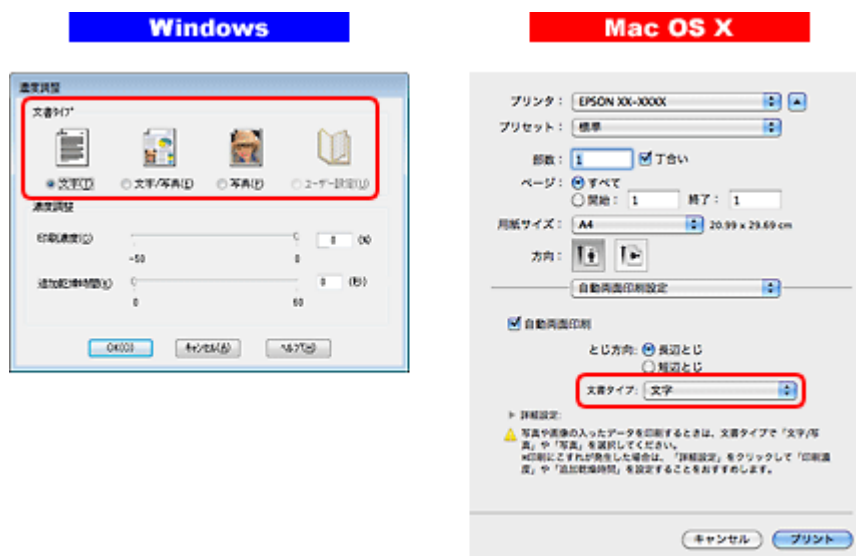 Windows
濃度調整
文書タイプ
文字(T)
文字/写真(E)
写真(P)
ユーザー設定(U)
濃度調整
印刷濃度(C)
0 (%)
-50 0
追加乾燥時間(X)
0 (秒)
0 60
OK(O)
キャンセル(A)
ヘルプ(H)
Mac OS X
プリンタ： EPSON XX-XXXX
プリセット： 標準
部数： 1 丁合い
ページ： すべて
開始： 1 終了： 1
用紙サイズ： A4 20.99 x 29.69 cm
方向：
自動両面印刷設定
自動両面印刷
とじ方向: 長辺とじ
短辺とじ
文書タイプ: 文字
詳細設定:
写真や画像の入ったデータを印刷するときは、文書タイプで「文字/写
真」や「写真」を選択してください。
※印刷にこすれが発生した場合は、「詳細設定」をクリックして「印刷濃
度」や「追加乾燥時間」を設定することをおすすめします。
キャンセル
プリント